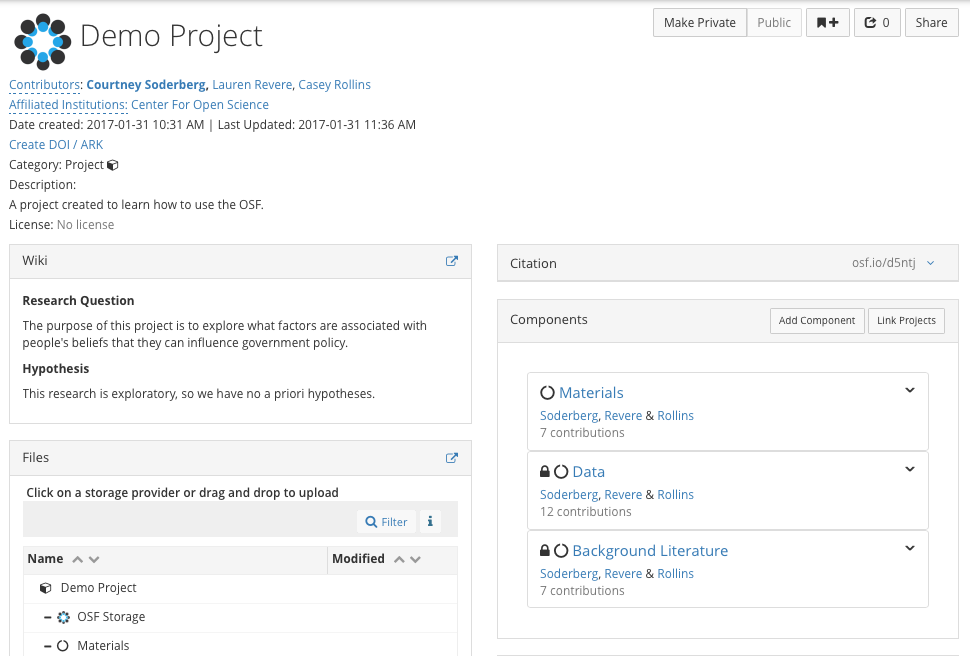 Demo Project
Make Private Public 0 Share
Contributors: Courtney Soderberg, Lauren Revere, Casey Rollins
Affiliated Institutions: Center For Open Science
Date created: 2017-01-31 10:31 AM | Last Updated: 2017-01-31 11:36 AM
Create DOI / ARK
Category: Project
Description:
A project created to learn how to use the OSF.
License: No license
Wiki
Research Question
The purpose of this project is to explore what factors are associated with
people's beliefs that they can influence government policy.
Hypothesis
This research is exploratory, so we have no a priori hypotheses.
Files
Click on a storage provider or drag and drop to upload
Filter
Name Modified
Demo Project
OSF Storage
Materials
Citation osf.io/d5ntj
Components Add Component Link Projects
Materials
Soderberg, Revere & Rollins
7 contributions
Data
Soderberg, Revere & Rollins
12 contributions
Background Literature
Soderberg, Revere & Rollins
7 contributions